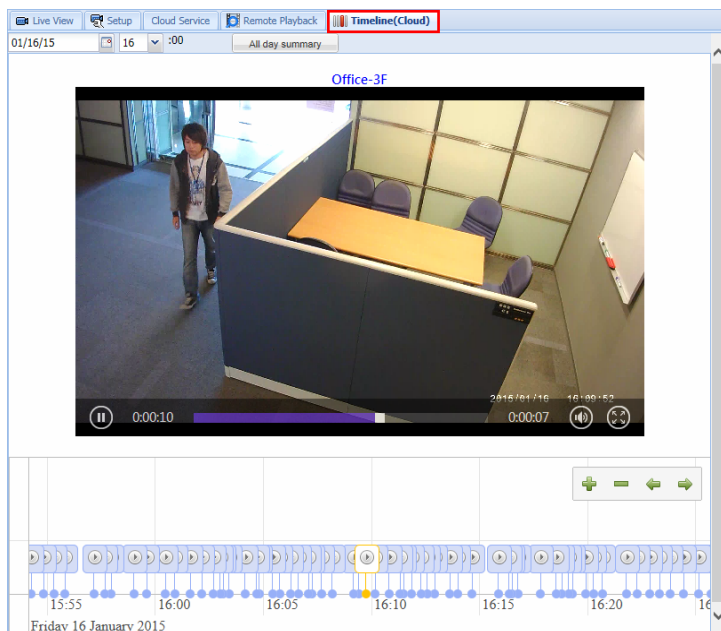 Live View Setup Cloud Service Remote Playback Timeline(Cloud)
01/16/15 16 :00 All day summary
Office-3F
2015/01/16 16:09:52
0:00:10 0:00:07
15:55 16:00 16:05 16:10 16:15 16:20 16
Friday 16 January 2015